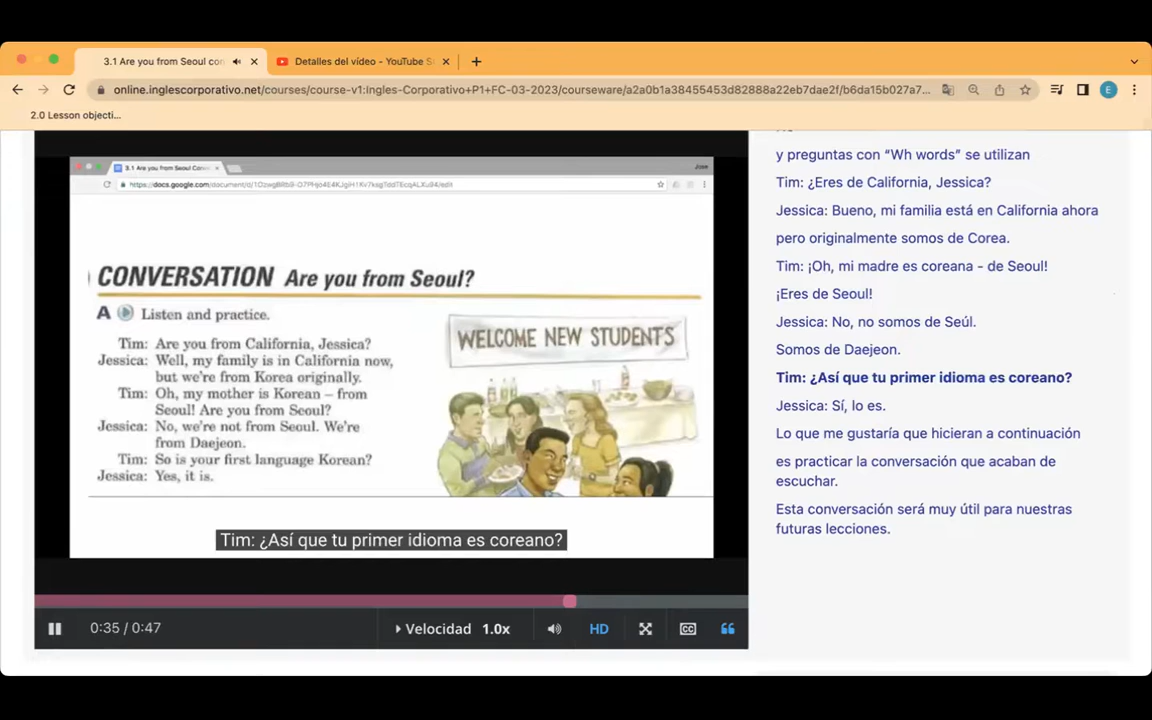 3.1 Are you from Seoul con
Detalles del vídeo - YouTube S
online.inglescorporativo.net/courses/course-v1:Ingles-Corporativo+P1+FC-03-2023/courseware/a2a0b1a38455453d82888a22eb7dae2f/b6da15b027a7...
E
2.0 Lesson objecti...
3.1 Are you from Seoul Conver
Jose
CONVERSATION Are you from Seoul?
A Listen and practice.
WELCOME NEW STUDENTS
Tim: Are you from California, Jessica?
Jessica: Well, my family is in California now,
but we're from Korea originally.
Tim: Oh, my mother is Korean – from
Seoul! Are you from Seoul?
Jessica: No, we're not from Seoul. We're
from Daejeon.
Tim: So is your first language Korean?
Jessica: Yes, it is.
Tim: ¿Así que tu primer idioma es coreano?
0:35 / 0:47
Velocidad 1.0x
HD
CC
y preguntas con “Wh words” se utilizan
Tim: ¿Eres de California, Jessica?
Jessica: Bueno, mi familia está en California ahora
pero originalmente somos de Corea.
Tim: ¡Oh, mi madre es coreana - de Seoul!
¡Eres de Seoul!
Jessica: No, no somos de Seúl.
Somos de Daejeon.
Tim: ¿Así que tu primer idioma es coreano?
Jessica: Sí, lo es.
Lo que me gustaría que hicieran a continuación
es practicar la conversación que acaban de
escuchar.
Esta conversación será muy útil para nuestras
futuras lecciones.